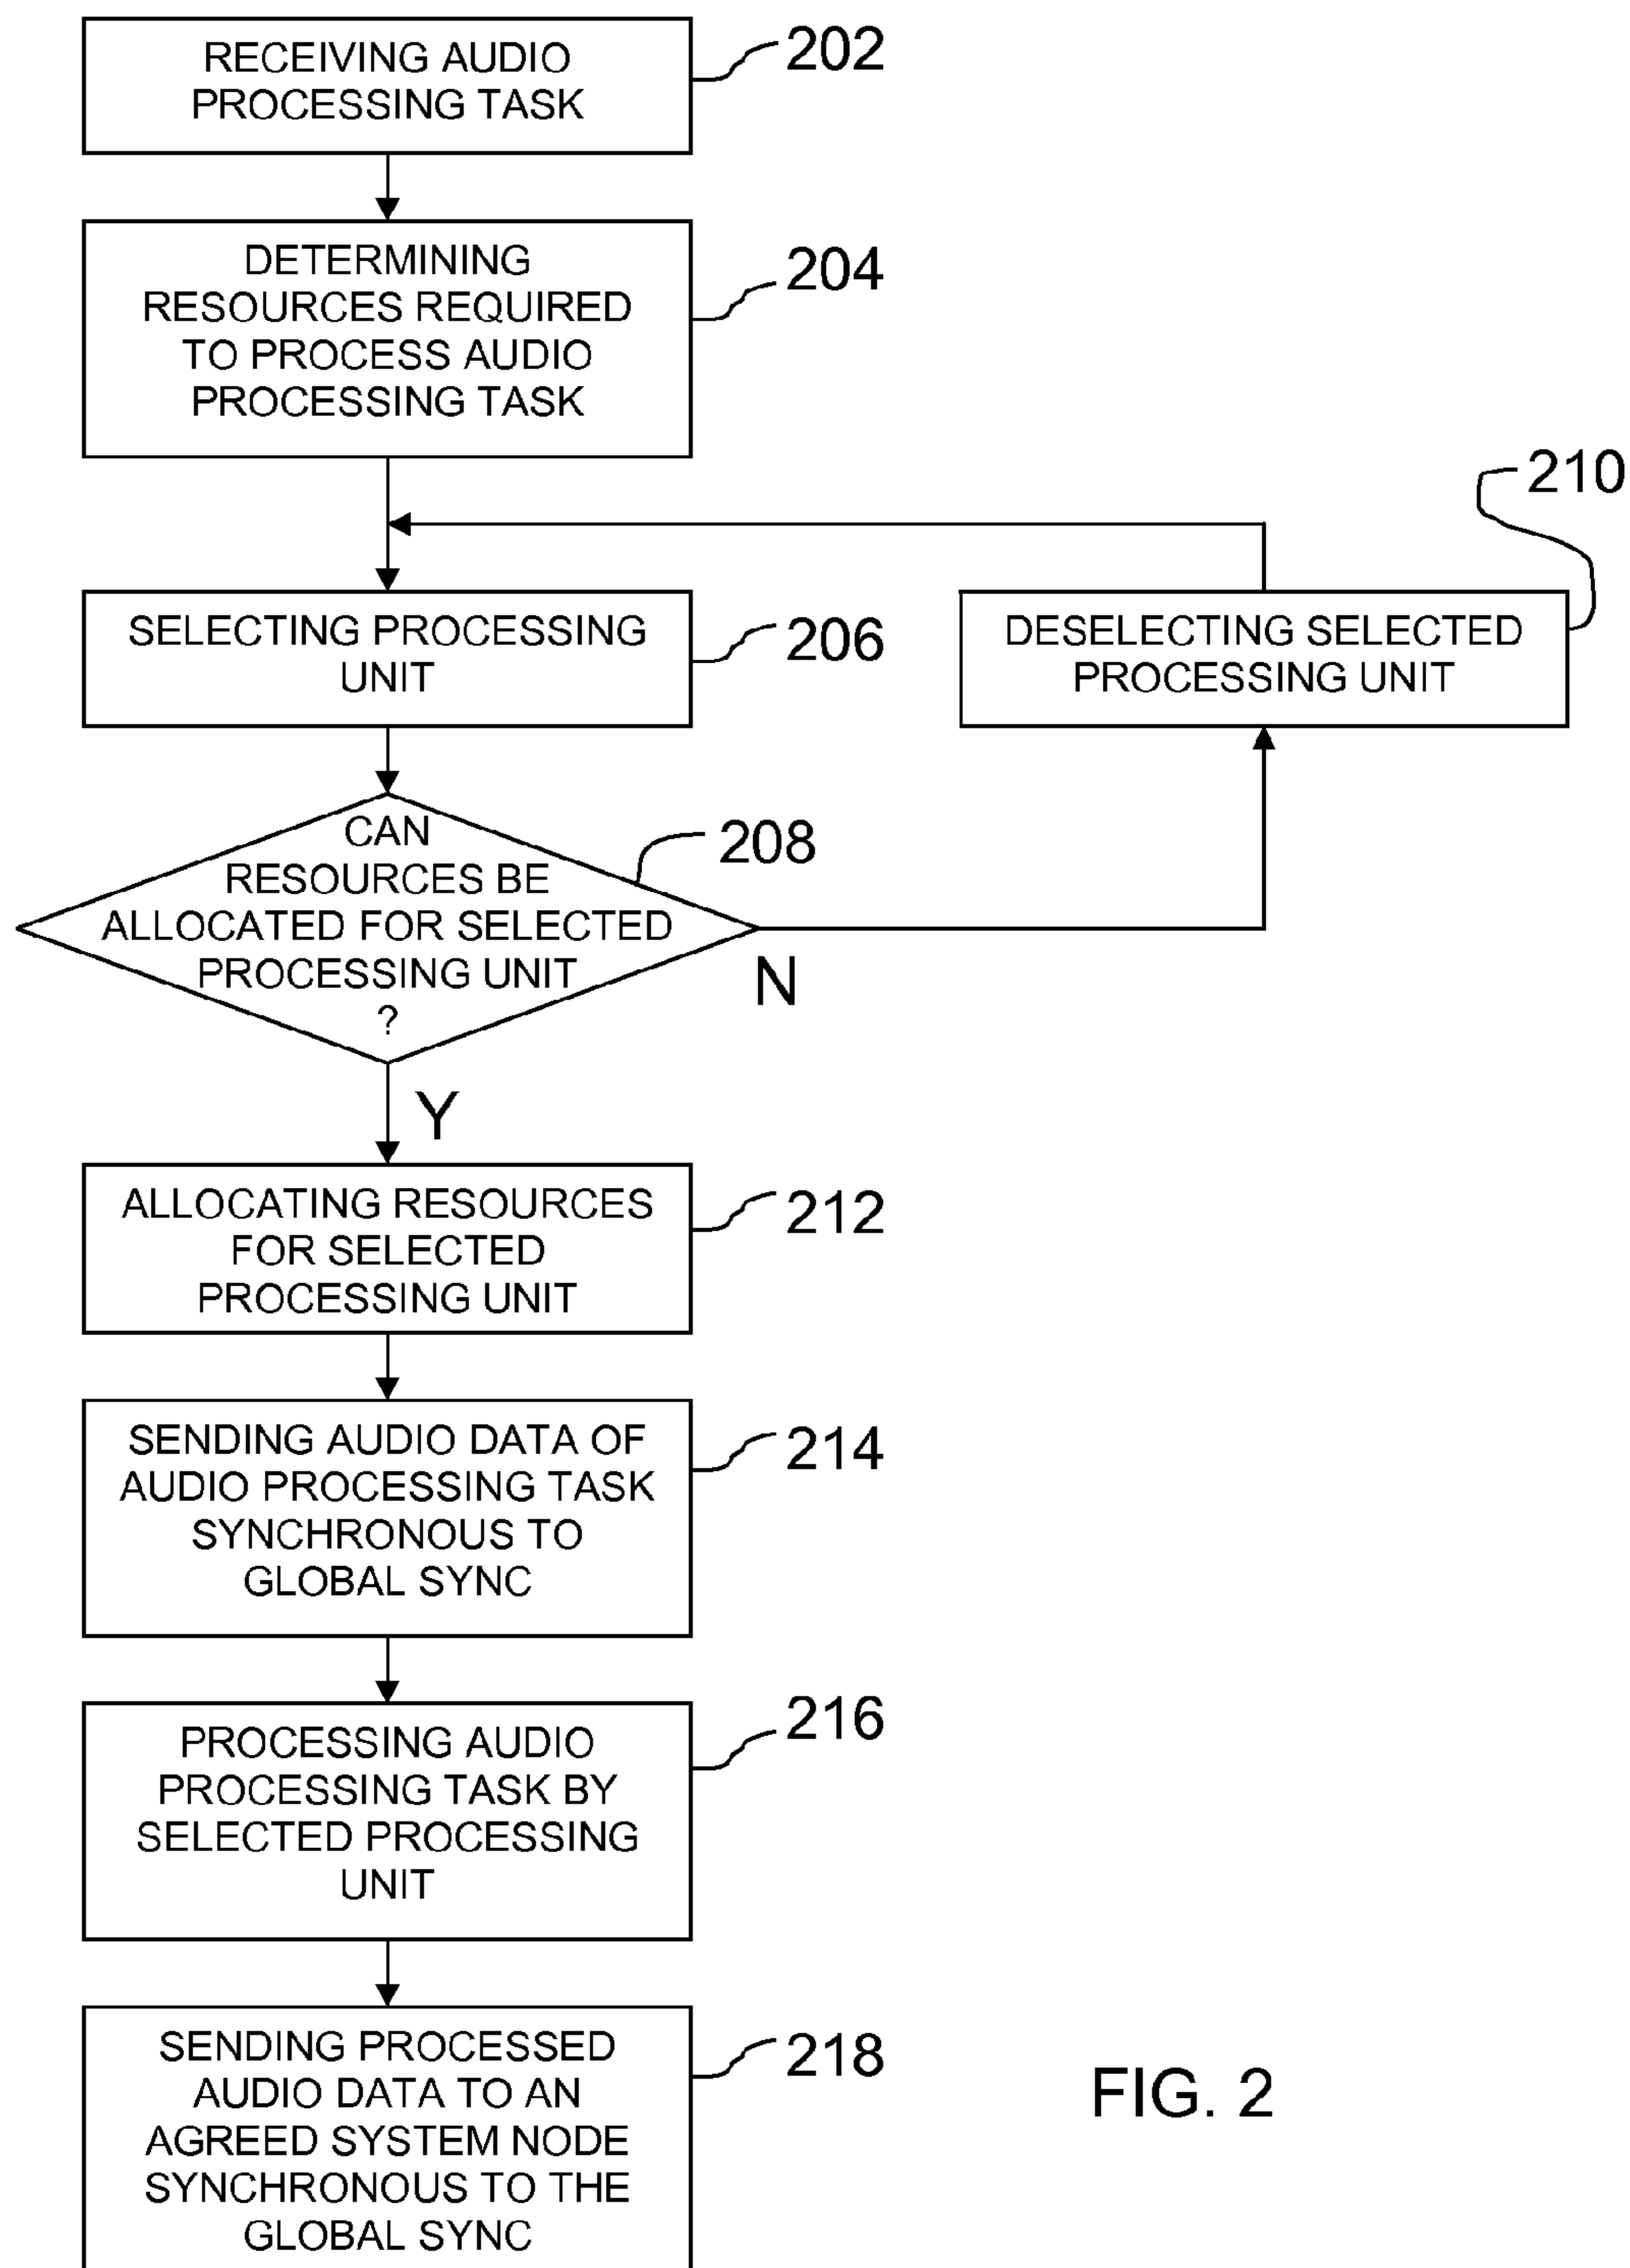 RECEIVING AUDIO
PROCESSING TASK
202
DETERMINING
RESOURCES REQUIRED
TO PROCESS AUDIO
PROCESSING TASK
204
210
SELECTING PROCESSING
UNIT
206
DESELECTING SELECTED
PROCESSING UNIT
CAN
RESOURCES BE
ALLOCATED FOR SELECTED
PROCESSING UNIT
?
208
N
Y
ALLOCATING RESOURCES
FOR SELECTED
PROCESSING UNIT
212
SENDING AUDIO DATA OF
AUDIO PROCESSING TASK
SYNCHRONOUS TO
GLOBAL SYNC
214
PROCESSING AUDIO
PROCESSING TASK BY
SELECTED PROCESSING
UNIT
216
SENDING PROCESSED
AUDIO DATA TO AN
AGREED SYSTEM NODE
SYNCHRONOUS TO THE
GLOBAL SYNC
218
FIG. 2